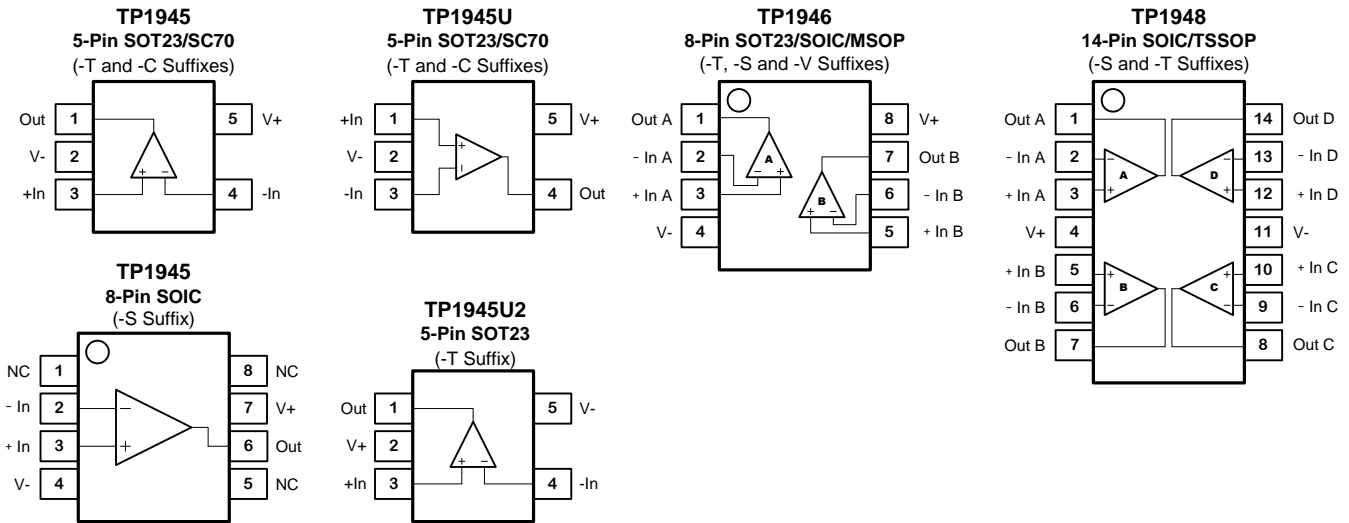 TP1945
5-Pin SOT23/SC70
(-T and -C Suffixes)
Out 1 5 V+
V- 2
+In 3 4 -In
+ −
TP1945U
5-Pin SOT23/SC70
(-T and -C Suffixes)
+In 1 5 V+
V- 2
-In 3 4 Out
+
−
TP1946
8-Pin SOT23/SOIC/MSOP
(-T, -S and -V Suffixes)
Out A 1 8 V+
- In A 2 7 Out B
+ In A 3 6 - In B
V- 4 5 + In B
A
− +
B
+ −
TP1948
14-Pin SOIC/TSSOP
(-S and -T Suffixes)
Out A 1 14 Out D
- In A 2 13 - In D
+ In A 3 12 + In D
V+ 4 11 V-
+ In B 5 10 + In C
- In B 6 9 - In C
Out B 7 8 Out C
− A + − D +
+ B − + C −
TP1945
8-Pin SOIC
(-S Suffix)
NC 1 8 NC
- In 2 7 V+
+ In 3 6 Out
V- 4 5 NC
−
+
TP1945U2
5-Pin SOT23
(-T Suffix)
Out 1 5 V-
V+ 2
+In 3 4 -In
+ −